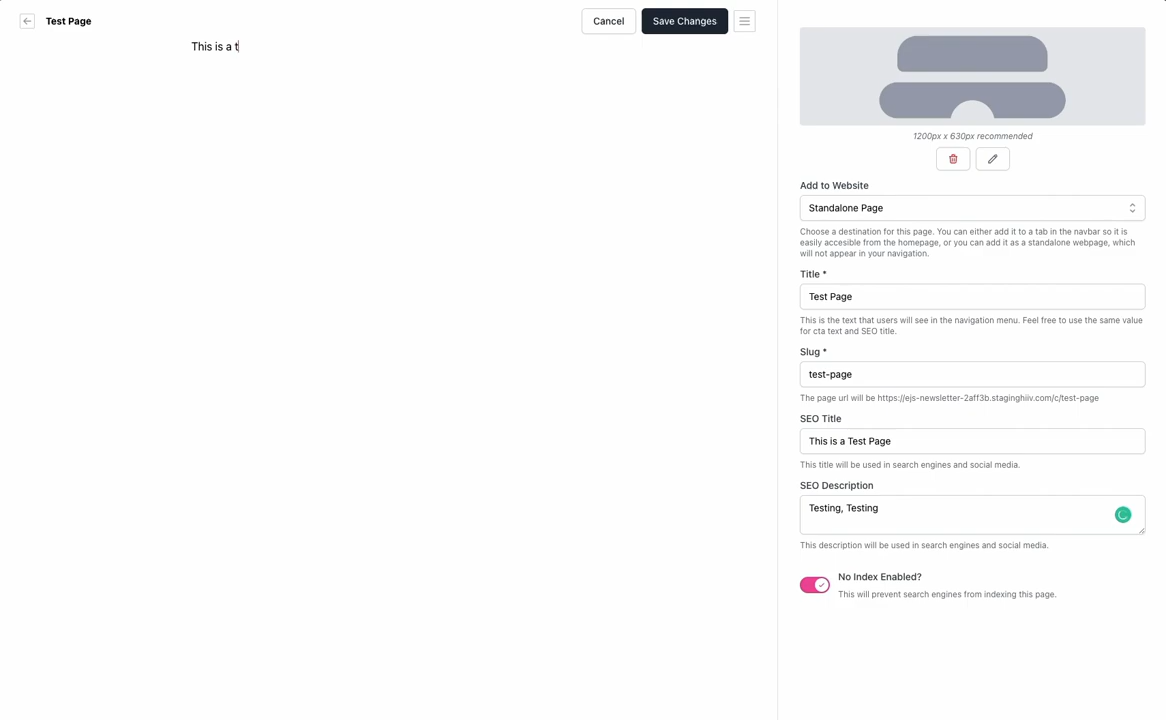 Test Page
Cancel
Save Changes
This is a t
1200px x 630px recommended
Add to Website
Standalone Page
Choose a destination for this page. You can either add it to a tab in the navbar so it is
easily accesible from the homepage, or you can add it as a standalone webpage, which
will not appear in your navigation.
Title *
Test Page
This is the text that users will see in the navigation menu. Feel free to use the same value
for cta text and SEO title.
Slug *
test-page
The page url will be https://ejs-newsletter-2aff3b.staginghiiv.com/c/test-page
SEO Title
This is a Test Page
This title will be used in search engines and social media.
SEO Description
Testing, Testing
This description will be used in search engines and social media.
No Index Enabled?
This will prevent search engines from indexing this page.